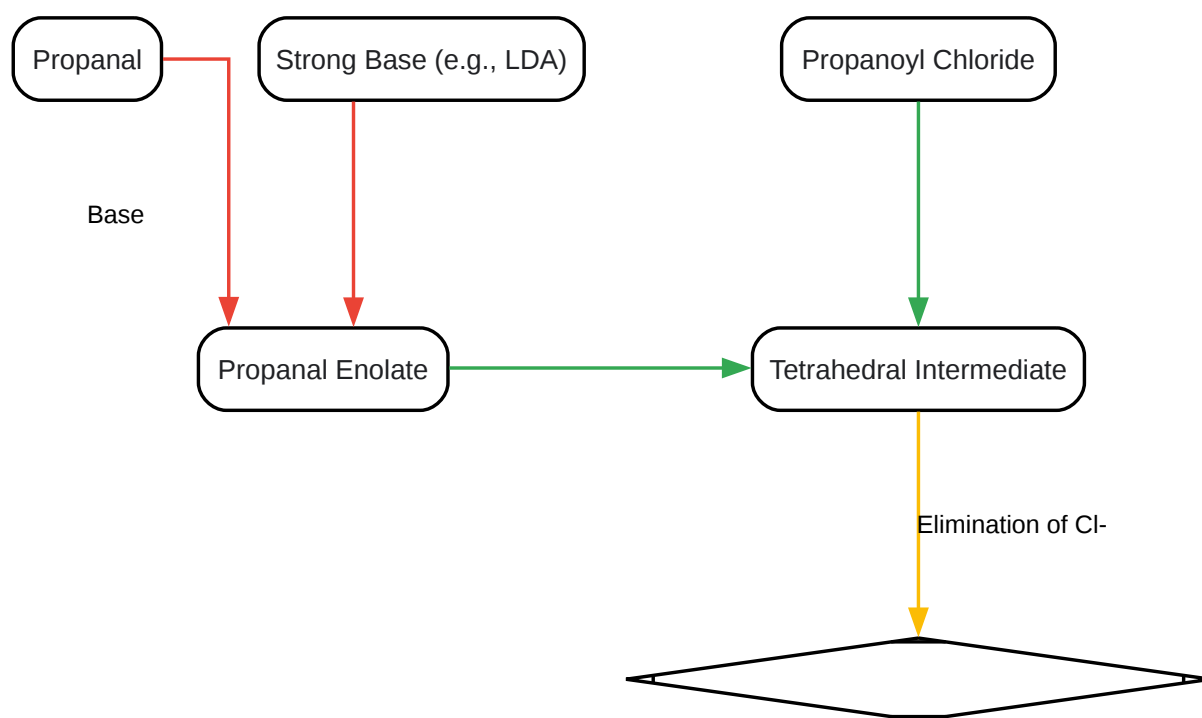 Propanal
Strong Base (e.g., LDA)
Propanoyl Chloride
Base
Propanal Enolate
Tetrahedral Intermediate
Elimination of Cl-